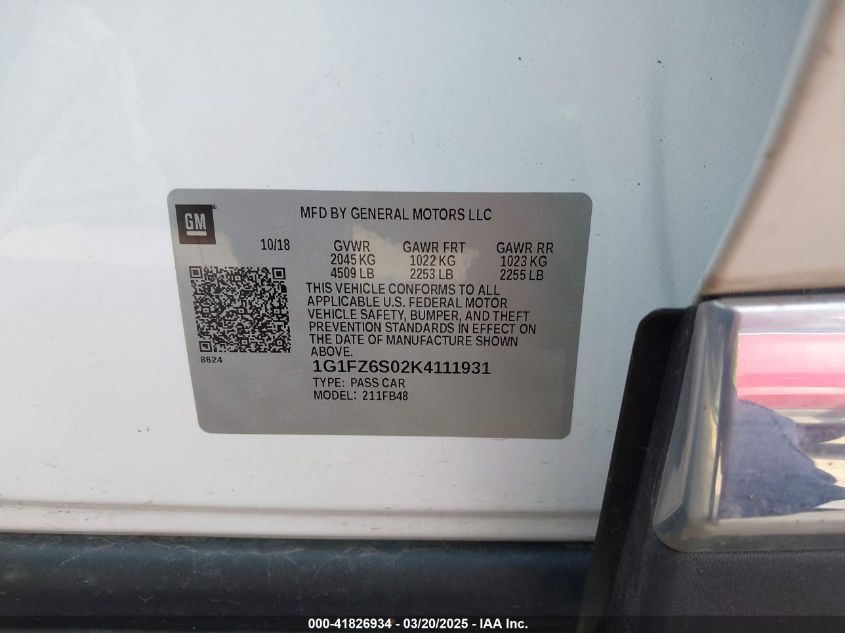 GM
MFD BY GENERAL MOTORS LLC
10/18 GVWR GAWR FRT GAWR RR
2045 KG 1022 KG 1023 KG
4509 LB 2253 LB 2255 LB
THIS VEHICLE CONFORMS TO ALL
APPLICABLE U.S. FEDERAL MOTOR
VEHICLE SAFETY, BUMPER, AND THEFT
PREVENTION STANDARDS IN EFFECT ON
THE DATE OF MANUFACTURE SHOWN
ABOVE.
8624
1G1FZ6S02K4111931
TYPE: PASS CAR
MODEL: 211FB48
000-41826934 — 03/20/2025 — IAA Inc.